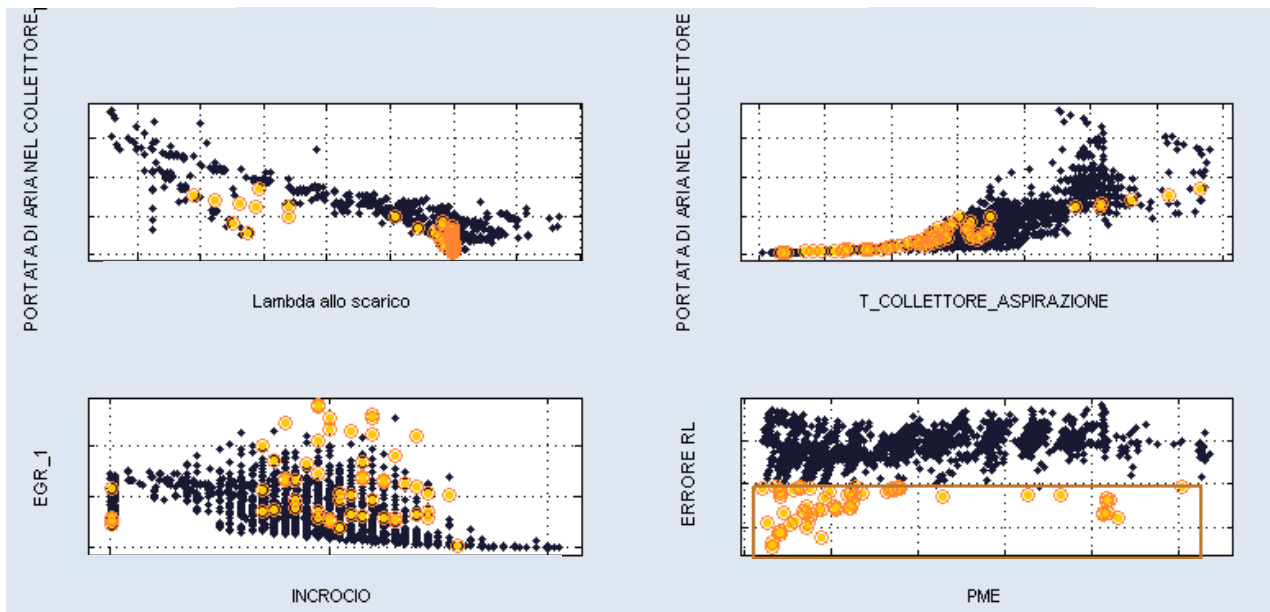 PORTATA DI ARIA NEL COLLETTORE
Lambda allo scarico
PORTATA DI ARIA NEL COLLETTORE
T_COLLETTORE_ASPIRAZIONE
EGR_1
INCROCIO
ERRORE RL
PME